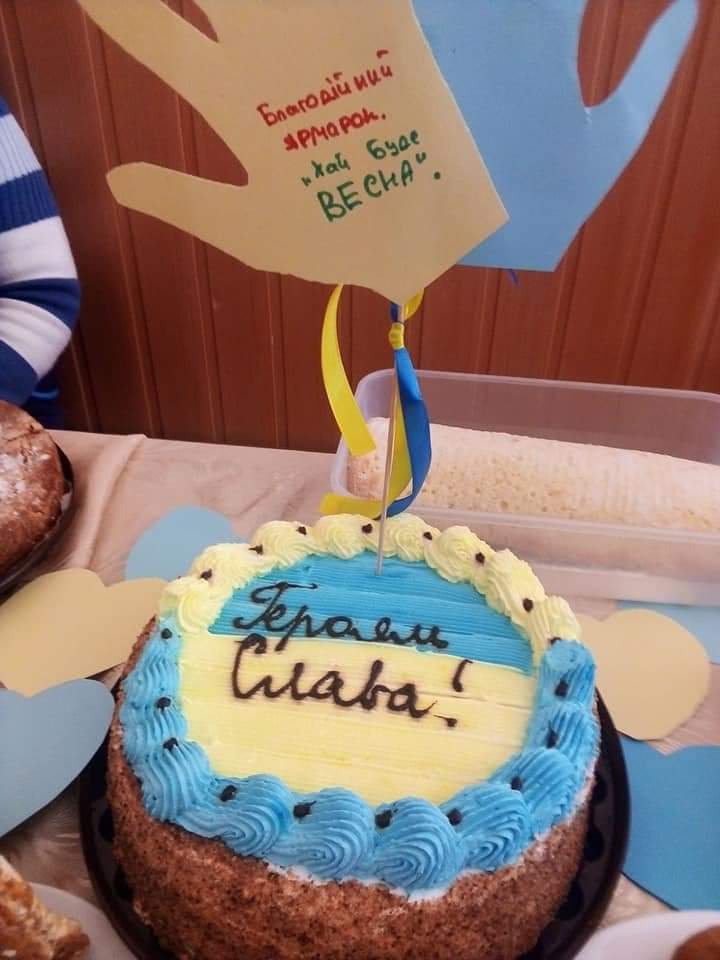 Благодійний
ярмарок.
„Хай буде
ВЕСНА".
Героям
Слава!